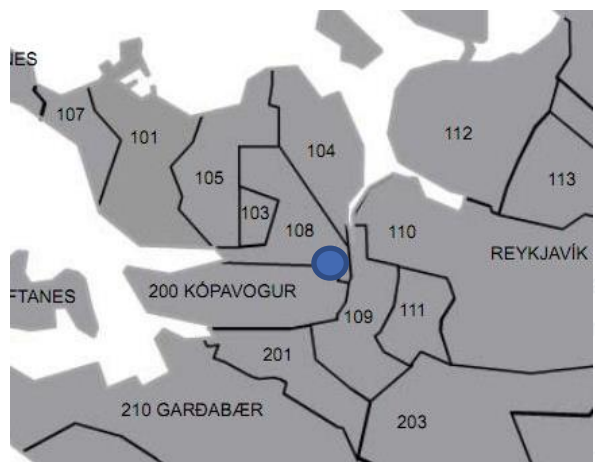 NES
107
101
105
103
104
108
112
113
110
REYKJAVÍK
FTANES
200 KÓPAVOGUR
109
111
201
210 GARÐABÆR
203